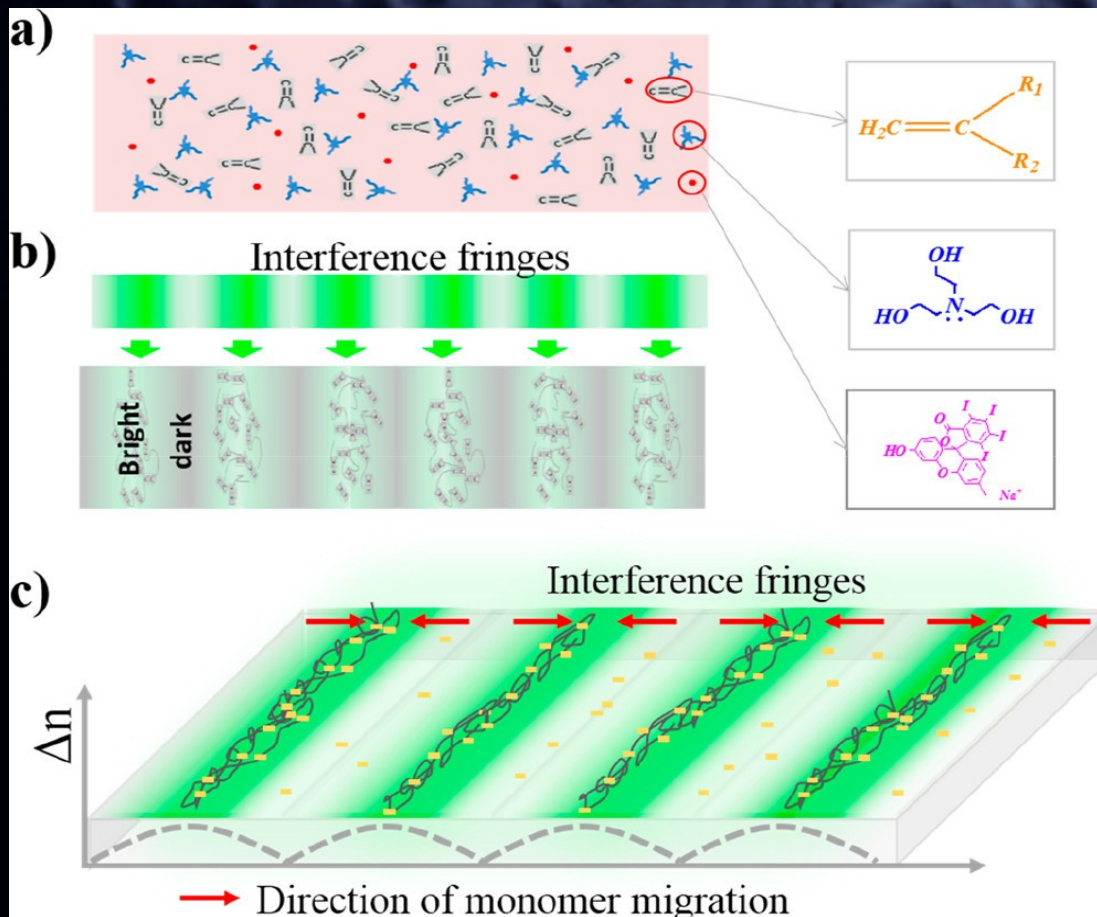 a)
H₂C=C
R₁
R₂
b)
Interference fringes
OH
HO
N
OH
Bright
dark
O
O
I
I
I
I
HO
O
Na⁺
c)
Interference fringes
Δn
Direction of monomer migration